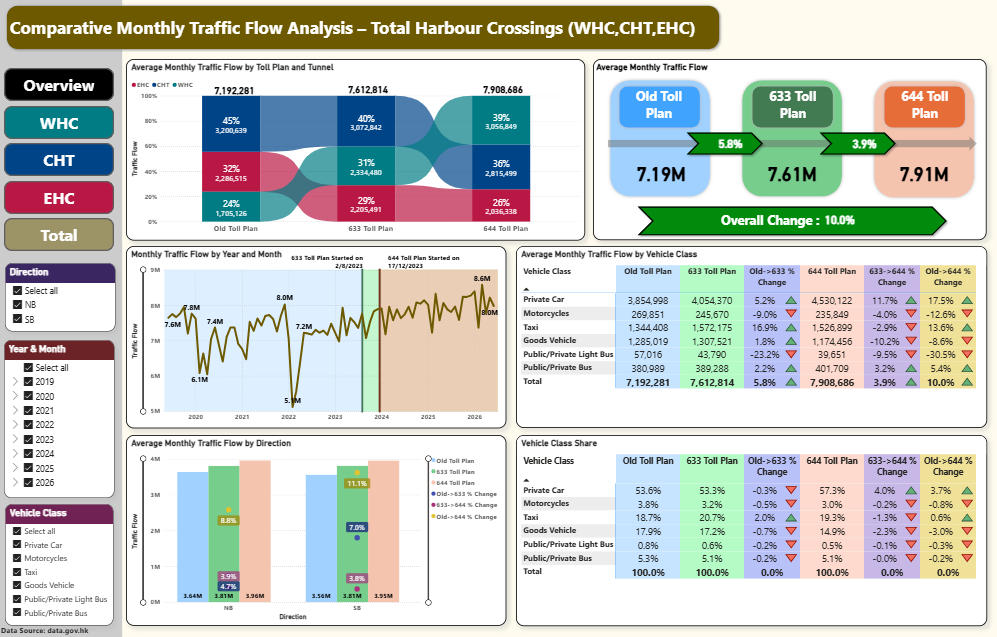 Comparative Monthly Traffic Flow Analysis – Total Harbour Crossings (WHC,CHT,EHC)
Overview
WHC
CHT
EHC
Total
Direction
Select all
NB
SB
Year & Month
Select all
2019
2020
2021
2022
2023
2024
2025
2026
Vehicle Class
Select all
Private Car
Motorcycles
Taxi
Goods Vehicle
Public/Private Light Bus
Public/Private Bus
Data Source: data.gov.hk
Average Monthly Traffic Flow by Toll Plan and Tunnel
EHC CHT WHC
7,192,281 7,612,814 7,908,686
Traffic Flow
100%
80%
60%
40%
20%
0%
45%
3,200,639
32%
2,286,515
24%
1,705,126
40%
3,072,842
31%
2,334,480
29%
2,205,491
39%
3,056,849
36%
2,815,499
26%
2,036,338
Old Toll Plan 633 Toll Plan 644 Toll Plan
Average Monthly Traffic Flow
Old Toll
Plan
633 Toll
Plan
644 Toll
Plan
5.8% 3.9%
7.19M 7.61M 7.91M
Overall Change : 10.0%
Monthly Traffic Flow by Year and Month
633 Toll Plan Started on
2/8/2023
644 Toll Plan Started on
17/12/2023
Traffic Flow
9M
8M
7M
6M
5M
7.6M
7.8M
6.1M
7.4M
8.0M
5.1M
7.2M
8.6M
8.0M
2020 2021 2022 2023 2024 2025 2026
Average Monthly Traffic Flow by Vehicle Class
Vehicle Class Old Toll Plan 633 Toll Plan Old->633 % Change 644 Toll Plan 633->644 % Change Old->644 % Change
Private Car 3,854,998 4,054,370 5.2% 4,530,122 11.7% 17.5%
Motorcycles 269,851 245,670 -9.0% 235,849 -4.0% -12.6%
Taxi 1,344,408 1,572,175 16.9% 1,526,899 -2.9% 13.6%
Goods Vehicle 1,285,019 1,307,521 1.8% 1,174,456 -10.2% -8.6%
Public/Private Light Bus 57,016 43,790 -23.2% 39,651 -9.5% -30.5%
Public/Private Bus 380,989 389,288 2.2% 401,709 3.2% 5.4%
Total 7,192,281 7,612,814 5.8% 7,908,686 3.9% 10.0%
Average Monthly Traffic Flow by Direction
Traffic Flow
4M
3M
2M
1M
0M
8.8%
3.9%
4.7%
3.64M 3.81M 3.96M
11.1%
7.0%
3.8%
3.56M 3.81M 3.95M
NB SB
Direction
Old Toll Plan
633 Toll Plan
644 Toll Plan
Old->633 % Change
633->644 % Change
Old->644 % Change
Vehicle Class Share
Vehicle Class Old Toll Plan 633 Toll Plan Old->633 % Change 644 Toll Plan 633->644 % Change Old->644 % Change
Private Car 53.6% 53.3% -0.3% 57.3% 4.0% 3.7%
Motorcycles 3.8% 3.2% -0.5% 3.0% -0.2% -0.8%
Taxi 18.7% 20.7% 2.0% 19.3% -1.3% 0.6%
Goods Vehicle 17.9% 17.2% -0.7% 14.9% -2.3% -3.0%
Public/Private Light Bus 0.8% 0.6% -0.2% 0.5% -0.1% -0.3%
Public/Private Bus 5.3% 5.1% -0.2% 5.1% -0.0% -0.2%
Total 100.0% 100.0% 0.0% 100.0% 0.0% 0.0%